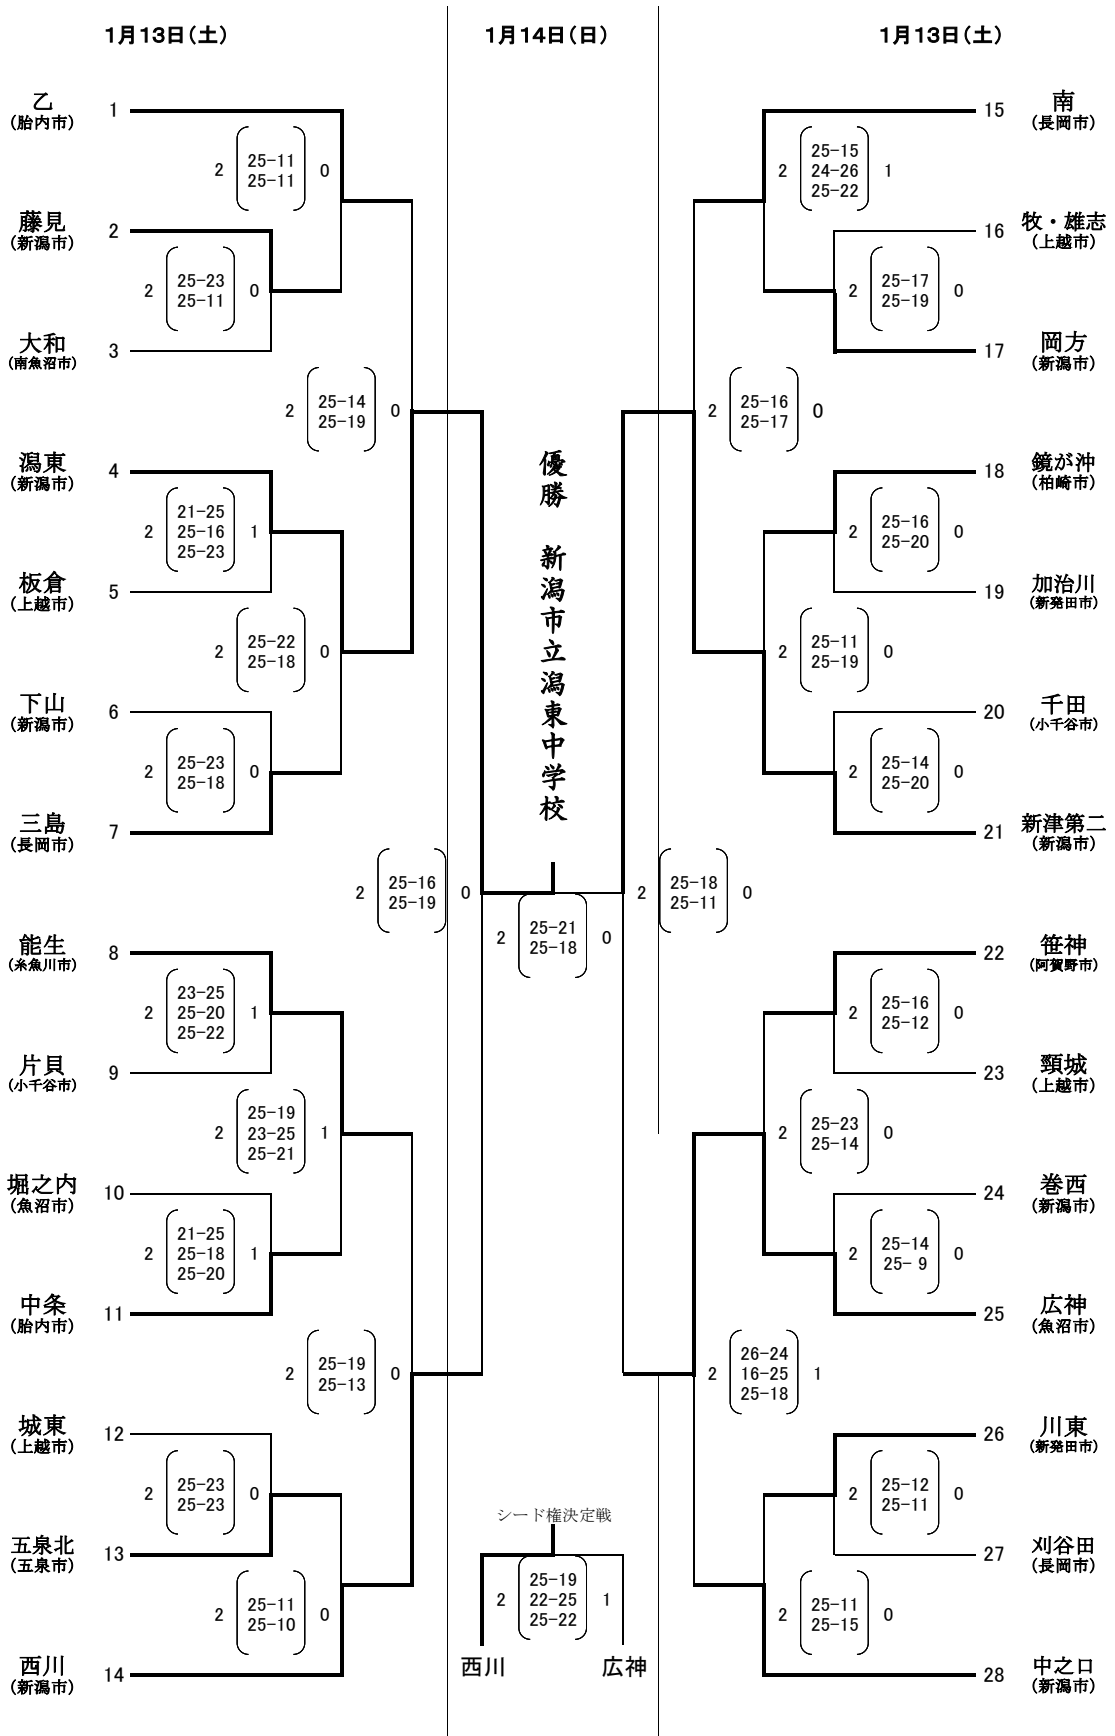 1月13日(土)
1月14日(日)
1月13日(土)
乙
(胎内市)
1
2
25-11
25-11
0
藤見
(新潟市)
2
2
25-23
25-11
0
大和
(南魚沼市)
3
2
25-14
25-19
0
潟東
(新潟市)
4
2
21-25
25-16
25-23
1
板倉
(上越市)
5
2
25-22
25-18
0
下山
(新潟市)
6
2
25-23
25-18
0
三島
(長岡市)
7
2
25-16
25-19
0
能生
(糸魚川市)
8
2
23-25
25-20
25-22
1
片貝
(小千谷市)
9
2
25-19
23-25
25-21
1
堀之内
(魚沼市)
10
2
21-25
25-18
25-20
1
中条
(胎内市)
11
2
25-19
25-13
0
城東
(上越市)
12
2
25-23
25-23
0
五泉北
(五泉市)
13
2
25-11
25-10
0
西川
(新潟市)
14
優勝 新潟市立潟東中学校
2
25-21
25-18
0
シード権決定戦
2
25-19
22-25
25-22
1
西川
広神
15
南
(長岡市)
2
25-15
24-26
25-22
1
16
牧・雄志
(上越市)
2
25-17
25-19
0
17
岡方
(新潟市)
2
25-16
25-17
0
18
鏡が沖
(柏崎市)
2
25-16
25-20
0
19
加治川
(新発田市)
2
25-11
25-19
0
20
千田
(小千谷市)
2
25-14
25-20
0
21
新津第二
(新潟市)
2
25-18
25-11
0
22
笹神
(阿賀野市)
2
25-16
25-12
0
23
頸城
(上越市)
2
25-23
25-14
0
24
巻西
(新潟市)
2
25-14
25- 9
0
25
広神
(魚沼市)
2
26-24
16-25
25-18
1
26
川東
(新発田市)
2
25-12
25-11
0
27
刈谷田
(長岡市)
2
25-11
25-15
0
28
中之口
(新潟市)